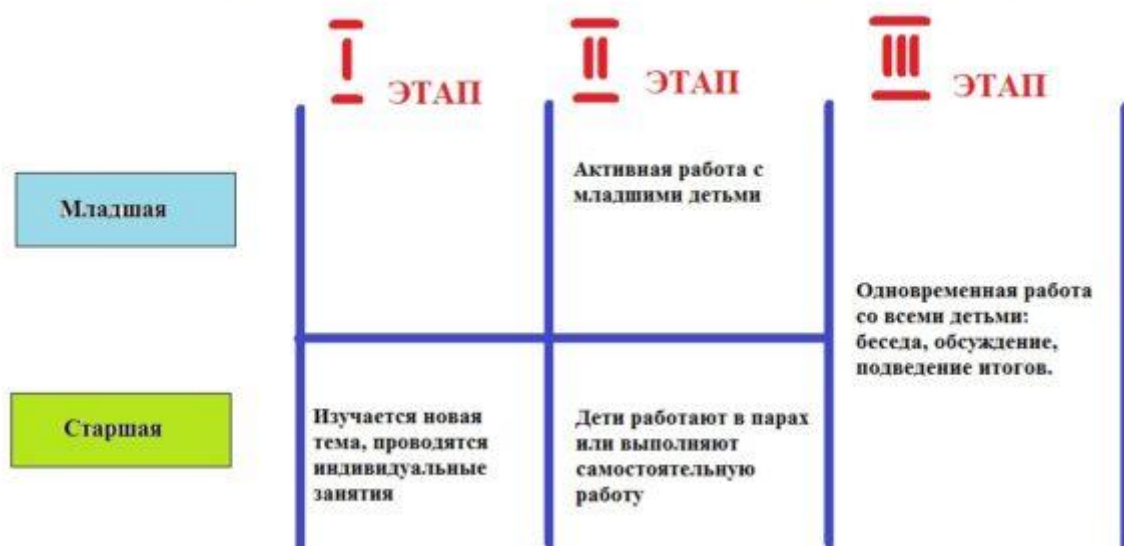 I ЭТАП
II ЭТАП
III ЭТАП
Младшая
Активная работа с
младшими детьми
Одновременная работа
со всеми детьми:
беседа, обсуждение,
подведение итогов.
Старшая
Изучается новая
тема, проводятся
индивидуальные
занятия
Дети работают в парах
или выполняют
самостоятельную
работу